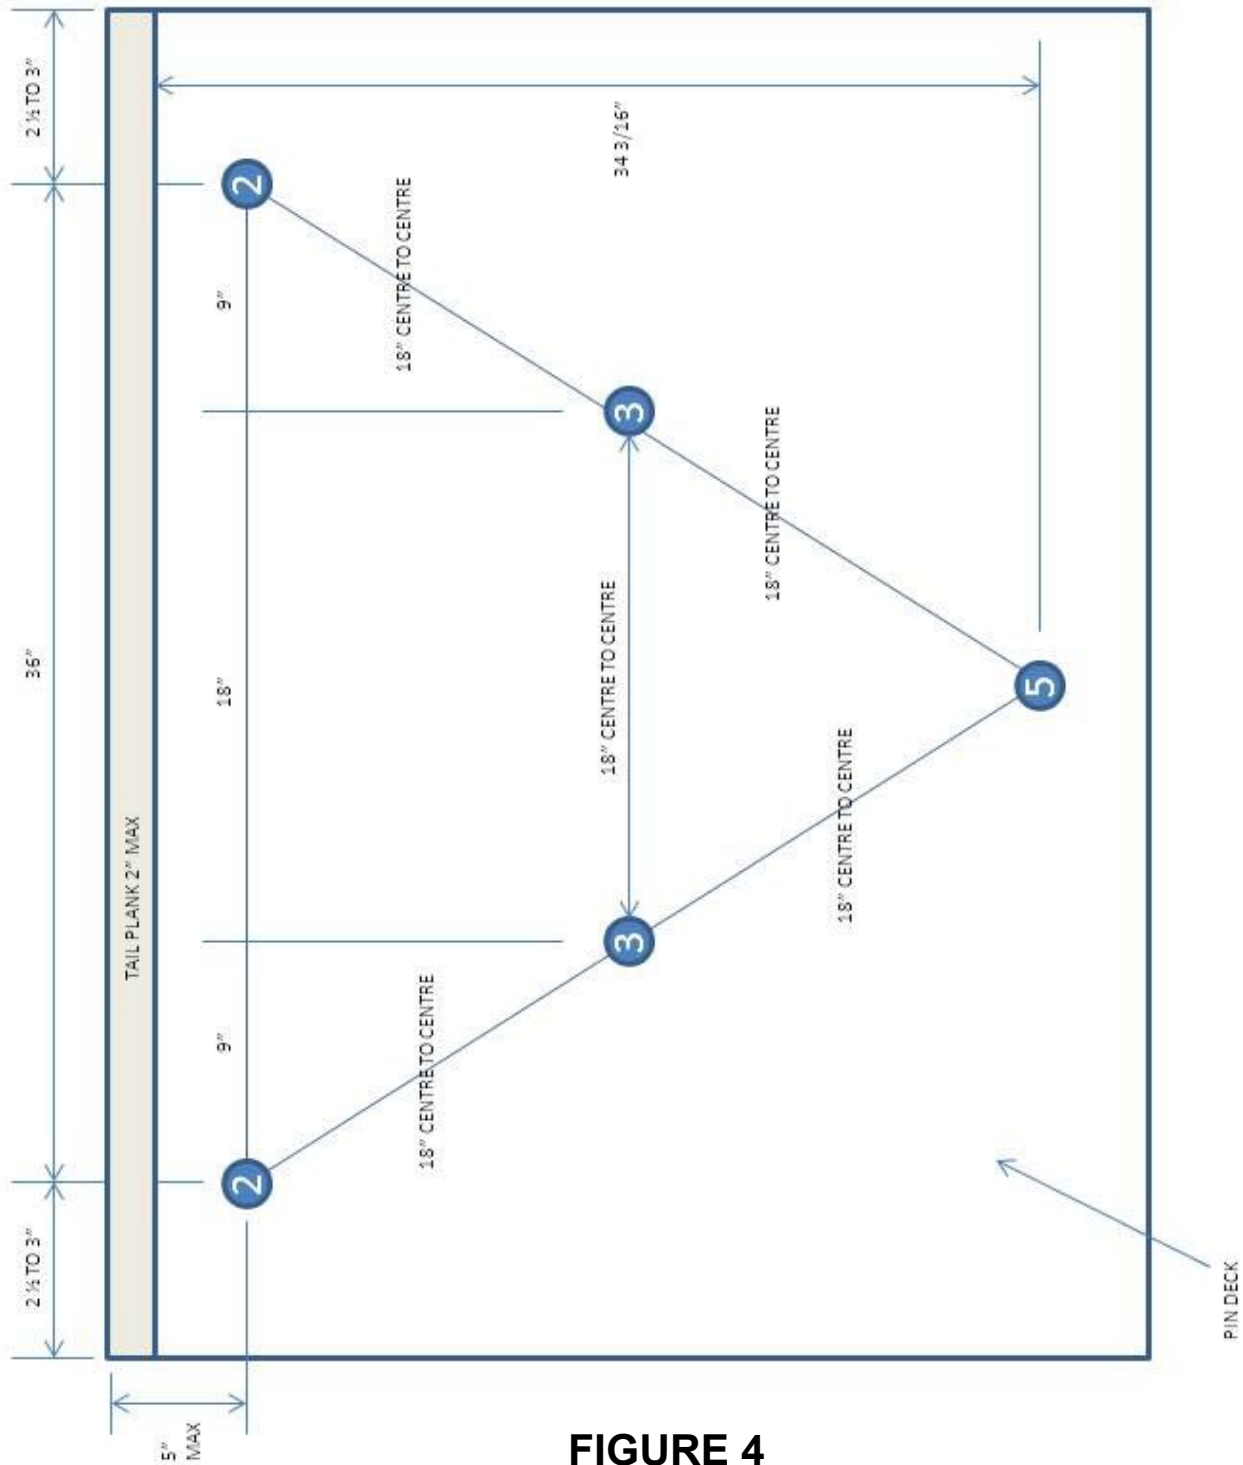 2 ½ TO 3”
36”
2 ½ TO 3”
5”
MAX
TAIL PLANK 2” MAX
2
9”
18”
9”
2
18” CENTRE TO CENTRE
18” CENTRE TO CENTRE
34 3/16”
3
18” CENTRE TO CENTRE
3
18” CENTRE TO CENTRE
18” CENTRE TO CENTRE
5
PIN DECK
FIGURE 4